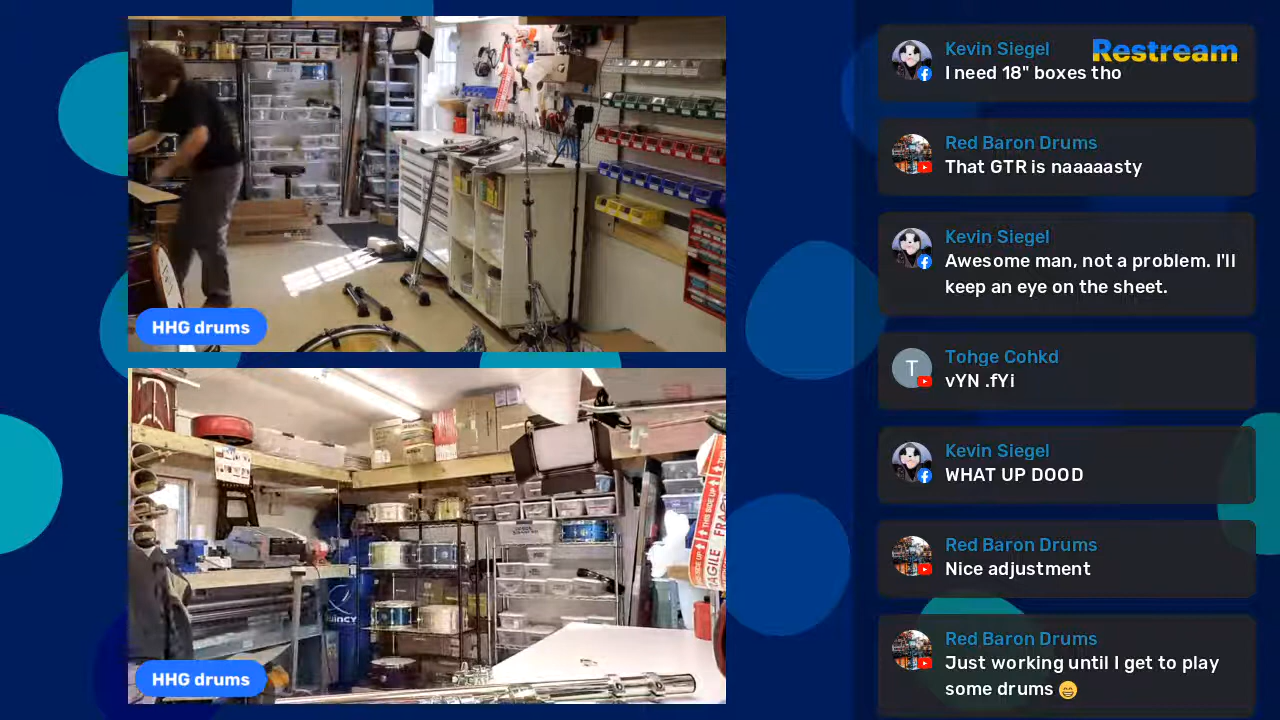 HHG drums
THIS SIDE UP
FRAGILE
QUINCY
HHG drums
Restream
Kevin Siegel
I need 18" boxes tho
Red Baron Drums
That GTR is naaaaasty
Kevin Siegel
Awesome man, not a problem. I'll
keep an eye on the sheet.
T
Tohge Cohkd
vYN .fYi
Kevin Siegel
WHAT UP DOOD
Red Baron Drums
Nice adjustment
Red Baron Drums
Just working until I get to play
some drums 😄